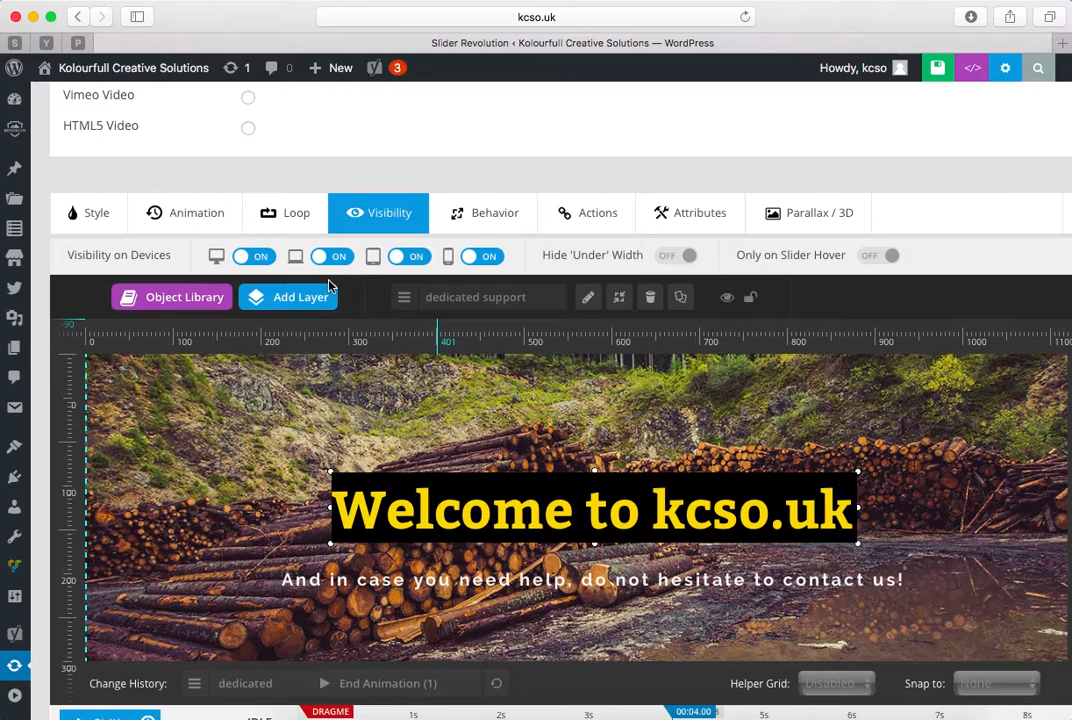 kcso.uk
S Y P Slider Revolution ‹ Kolourfull Creative Solutions — WordPress
Kolourfull Creative Solutions 1 0 New 3 Howdy, kcso
Vimeo Video
HTML5 Video
Style Animation Loop Visibility Behavior Actions Attributes Parallax / 3D
Visibility on Devices ON ON ON ON Hide 'Under' Width OFF Only on Slider Hover OFF
Object Library Add Layer dedicated support
-90
0 100 200 300 401 500 600 700 800 900 1000 1100
0
100
200
300
Welcome to kcso.uk
And in case you need help, do not hesitate to contact us!
Change History: dedicated End Animation (1) Helper Grid: Disabled Snap to: None
IDLE DRAGME 1s 2s 3s 00:04.00 5s 6s 7s 8s